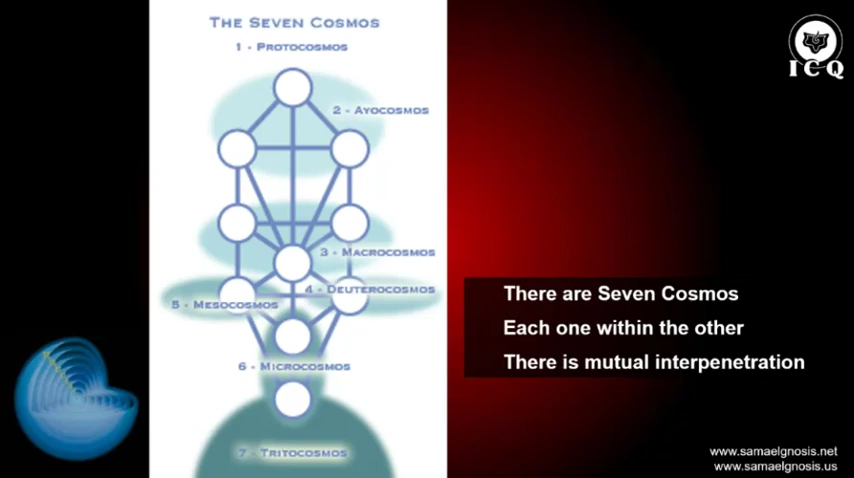 The Seven Cosmos
1 - Protocosmos
2 - Ayocosmos
3 - Macrocosmos
4 - Deuterocosmos
5 - Mesocosmos
6 - Microcosmos
7 - Tritocosmos
ICQ
There are Seven Cosmos
Each one within the other
There is mutual interpenetration
www.samaelgnosis.net
www.samaelgnosis.us